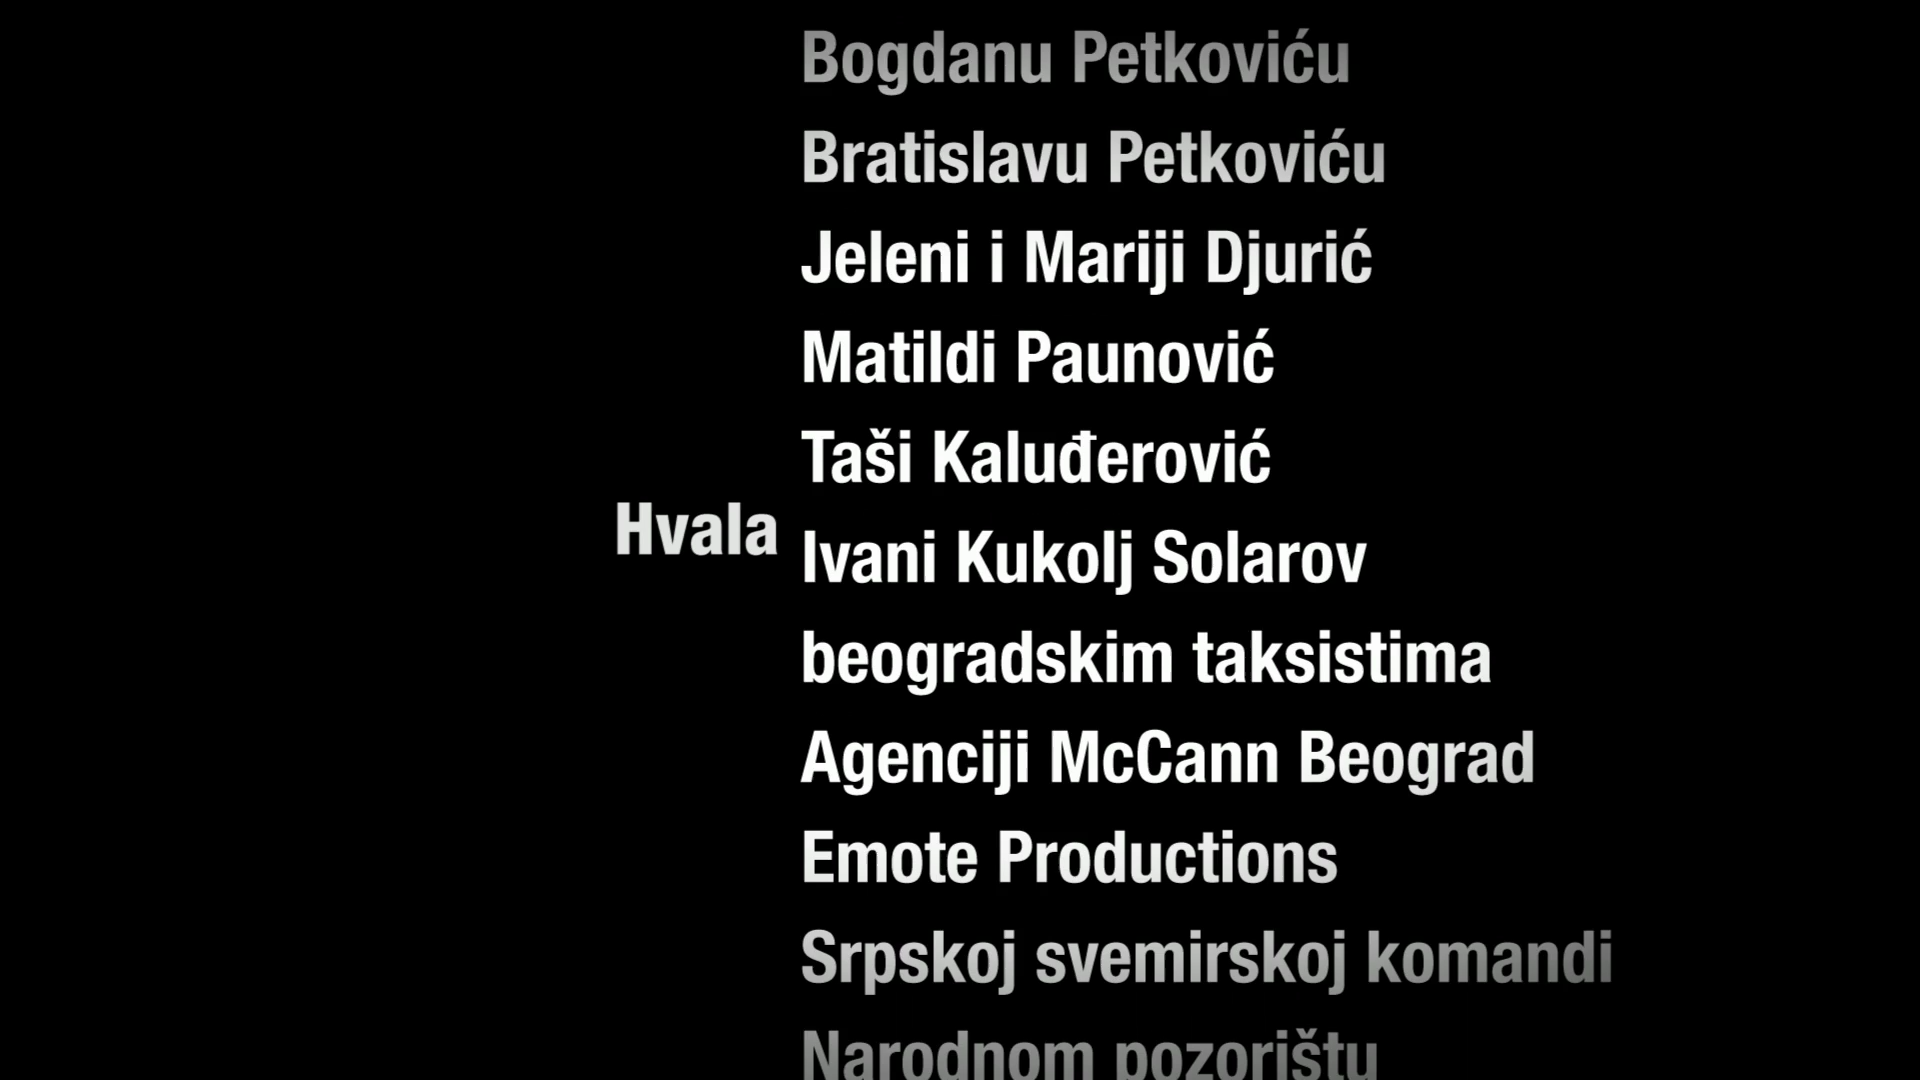 Bogdanu Petkoviću
Bratislavu Petkoviću
Jeleni i Mariji Djurić
Matildi Paunović
Taši Kaluđerović
Hvala
Ivani Kukolj Solarov
beogradskim taksistima
Agenciji McCann Beograd
Emote Productions
Srpskoj svemirskoj komandi
Narodnom pozorištu